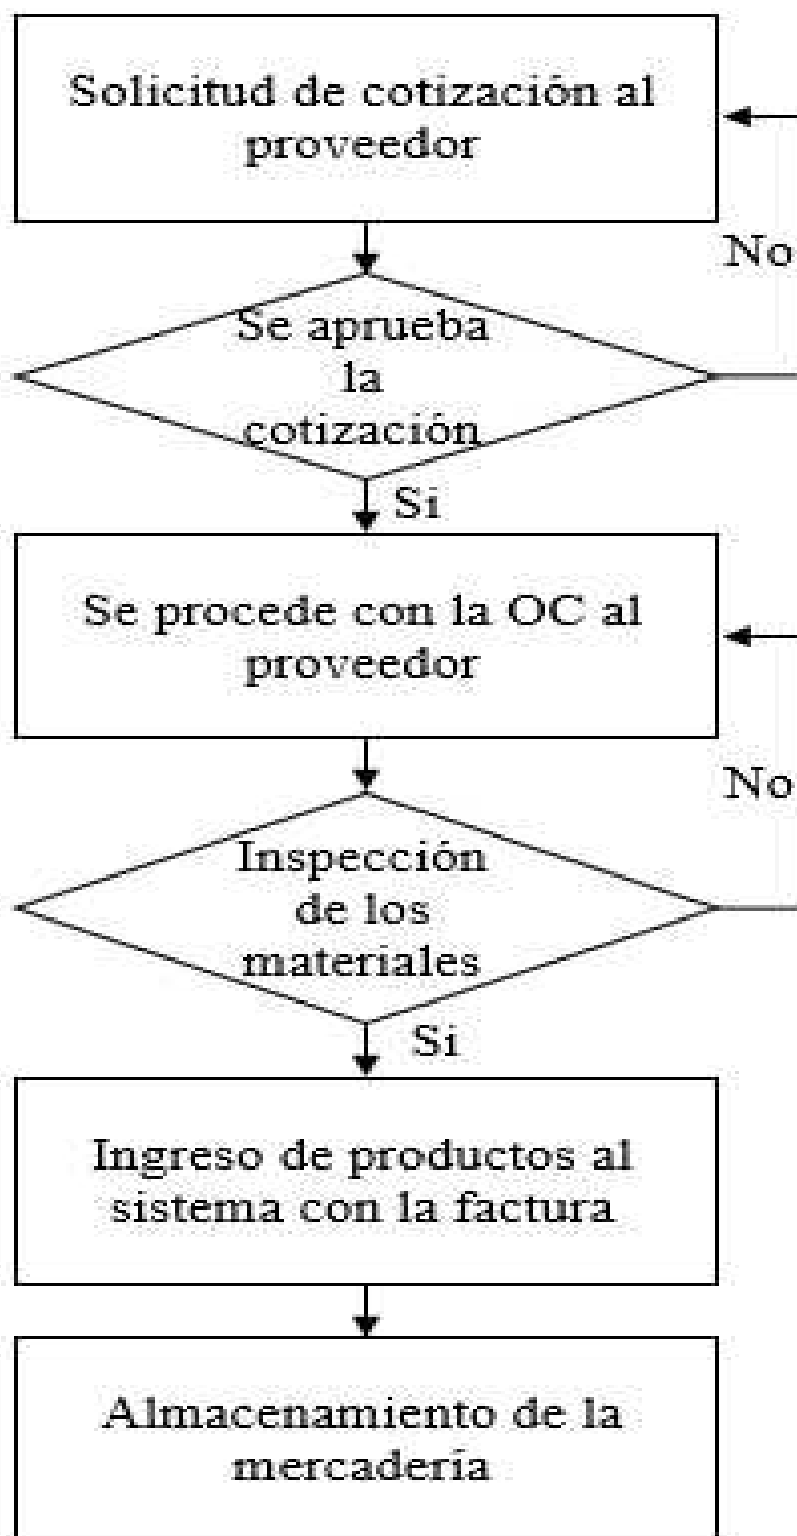 Solicitud de cotización al
proveedor
No
Se aprueba
la
cotización
Si
Se procede con la OC al
proveedor
No
Inspección
de los
materiales
Si
Ingreso de productos al
sistema con la factura
Almacenamiento de la
mercadería